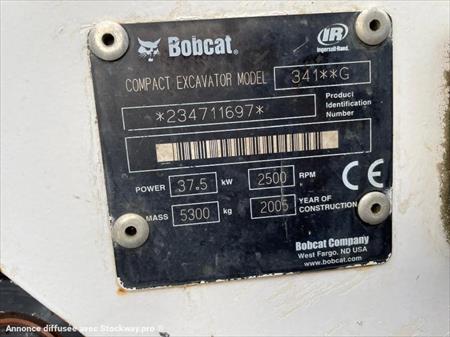 Bobcat®
IR
Ingersoll-Rand
COMPACT EXCAVATOR MODEL 341**G
*234711697*
Product Identification Number
POWER 37.5 kW 2500 RPM
CE
MASS 5300 kg 2005 YEAR OF CONSTRUCTION
Bobcat Company
West Fargo, ND USA
www.bobcat.com
Annonce diffusée avec Stockway.pro ®